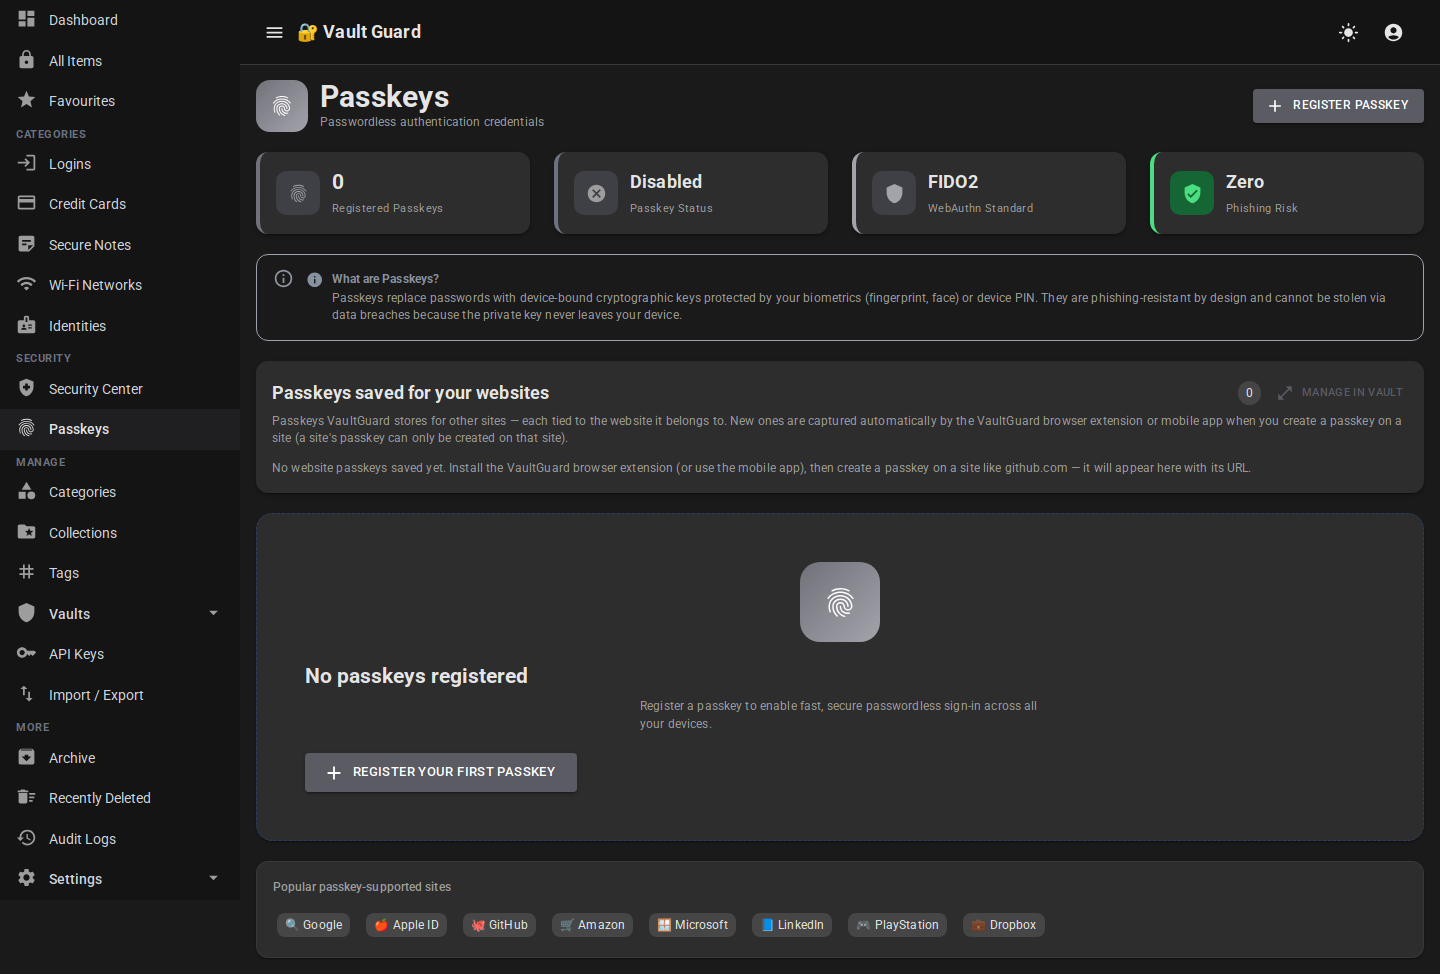 Dashboard
All Items
Favourites
CATEGORIES
Logins
Credit Cards
Secure Notes
Wi-Fi Networks
Identities
SECURITY
Security Center
Passkeys
MANAGE
Categories
Collections
Tags
Vaults
API Keys
Import / Export
MORE
Archive
Recently Deleted
Audit Logs
Settings
Vault Guard
Passkeys
Passwordless authentication credentials
REGISTER PASSKEY
0
Registered Passkeys
Disabled
Passkey Status
FIDO2
WebAuthn Standard
Zero
Phishing Risk
What are Passkeys?
Passkeys replace passwords with device-bound cryptographic keys protected by your biometrics (fingerprint, face) or device PIN. They are phishing-resistant by design and cannot be stolen via
data breaches because the private key never leaves your device.
Passkeys saved for your websites
0
MANAGE IN VAULT
Passkeys VaultGuard stores for other sites — each tied to the website it belongs to. New ones are captured automatically by the VaultGuard browser extension or mobile app when you create a passkey on a
site (a site's passkey can only be created on that site).
No website passkeys saved yet. Install the VaultGuard browser extension (or use the mobile app), then create a passkey on a site like github.com — it will appear here with its URL.
No passkeys registered
Register a passkey to enable fast, secure passwordless sign-in across all
your devices.
REGISTER YOUR FIRST PASSKEY
Popular passkey-supported sites
Google
Apple ID
GitHub
Amazon
Microsoft
LinkedIn
PlayStation
Dropbox